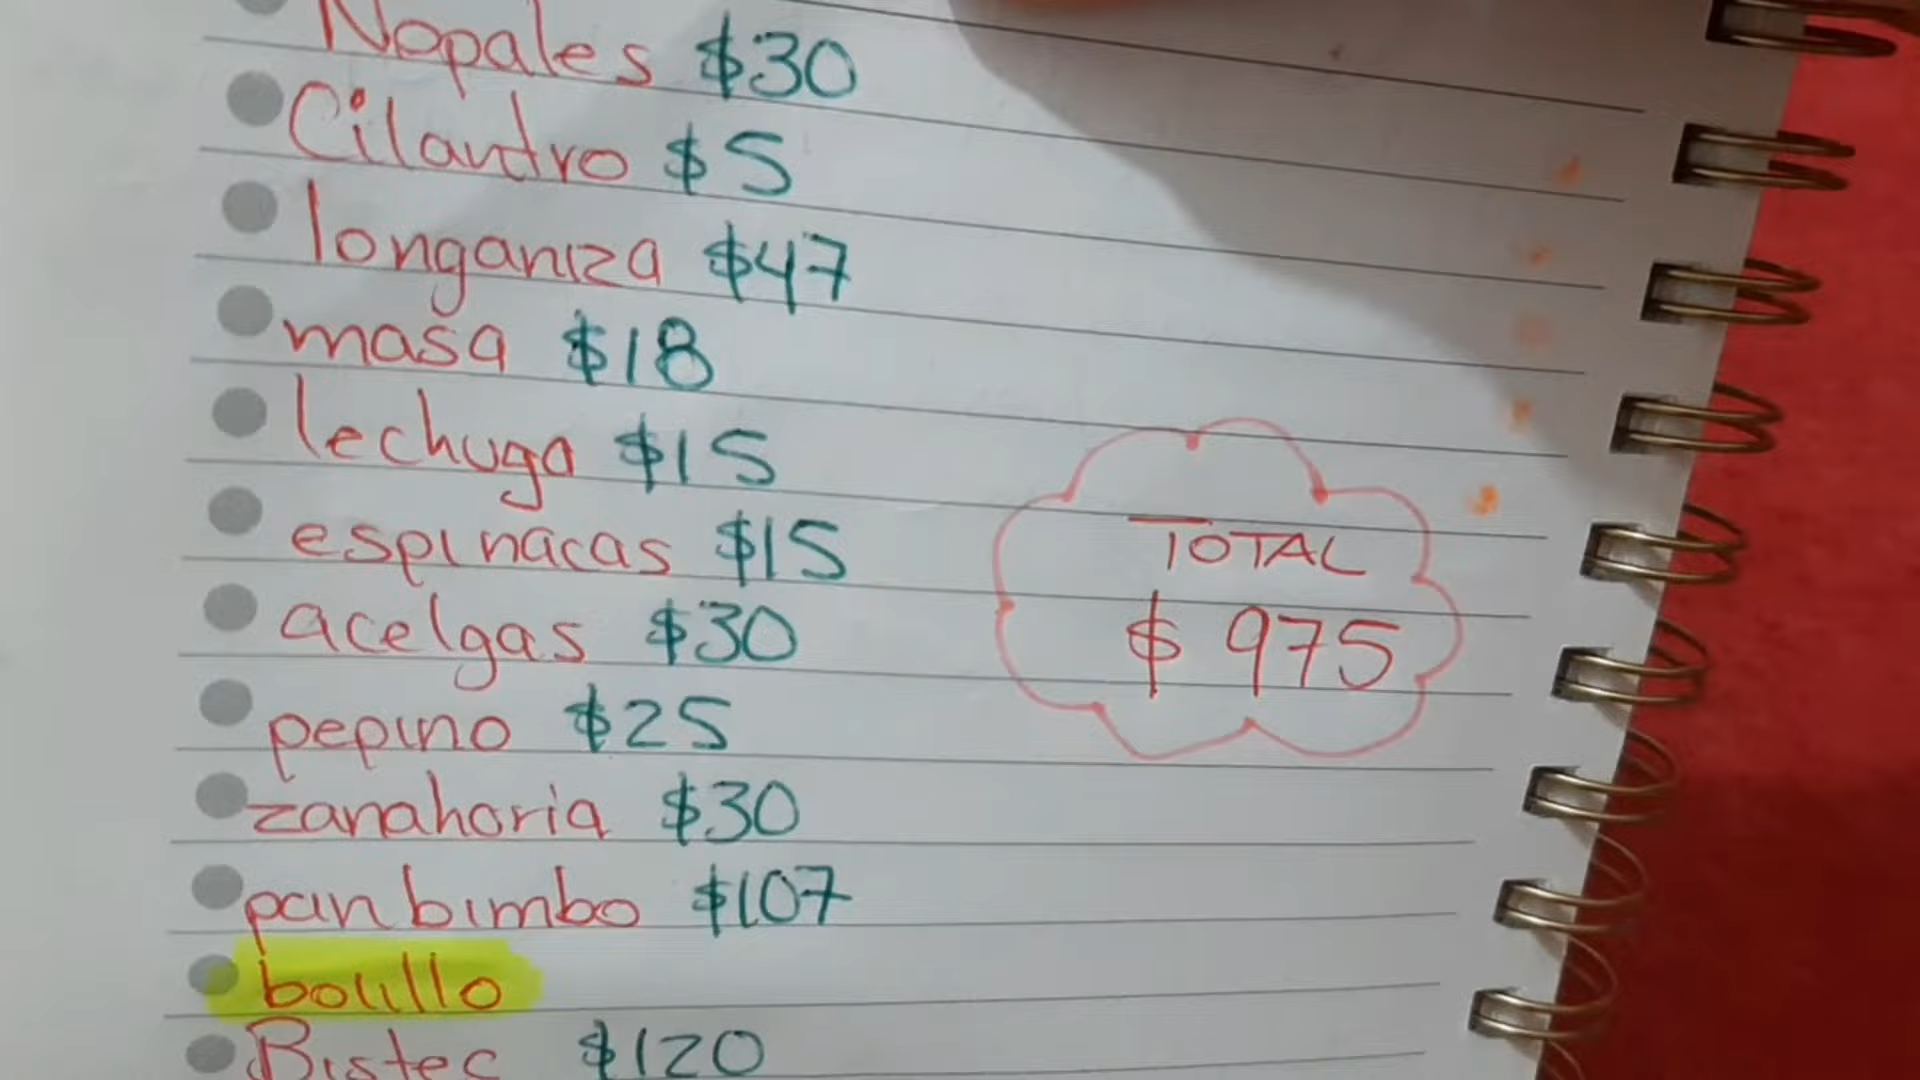 Nopales $30
Cilantro $5
longaniza $47
masa $18
lechuga $15
espinacas $15
acelgas $30
pepino $25
zanahoria $30
pan bimbo $107
bolillo
Bistec $120
TOTAL
$ 975